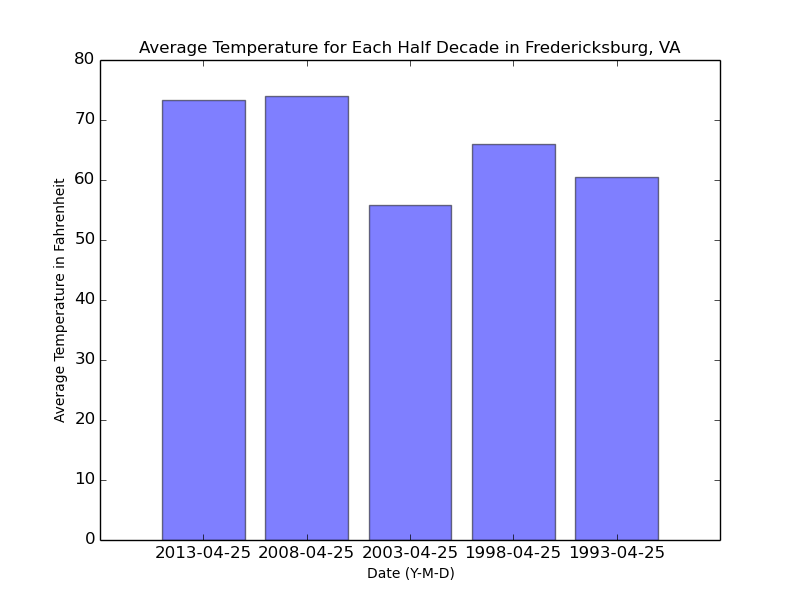 Average Temperature for Each Half Decade in Fredericksburg, VA
80
70
60
50
40
30
20
10
0
Average Temperature in Fahrenheit
2013-04-25 2008-04-25 2003-04-25 1998-04-25 1993-04-25
Date (Y-M-D)